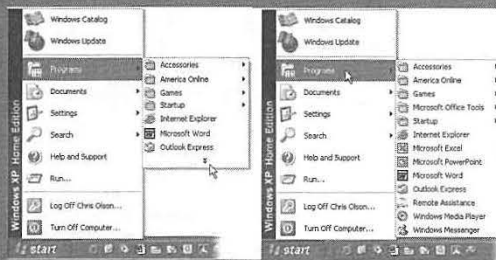 Windows Catalog
Windows Update
Programs
Documents
Settings
Search
Help and Support
Run...
Log Off Chris Olson...
Turn Off Computer...
Windows XP Home Edition
start
Accessories
America Online
Games
Startup
Internet Explorer
Microsoft Word
Outlook Express
Windows Catalog
Windows Update
Programs
Documents
Settings
Search
Help and Support
Run...
Log Off Chris Olson...
Turn Off Computer...
Windows XP Home Edition
start
Accessories
America Online
Games
Microsoft Office Tools
Startup
Internet Explorer
Microsoft Excel
Microsoft PowerPoint
Microsoft Word
Outlook Express
Remote Assistance
Windows Media Player
Windows Messenger